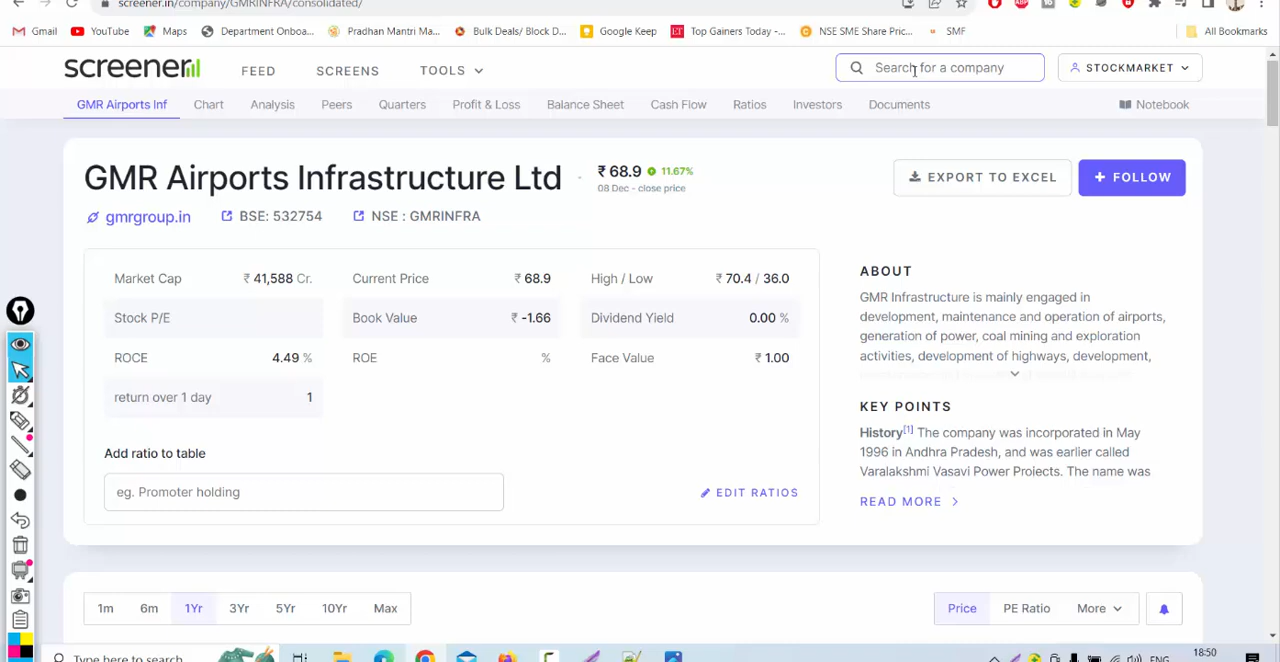 screener.in/company/GMRINFRA/consolidated/
Gmail YouTube Maps Department Onboa... Pradhan Mantri Ma... Bulk Deals/ Block D... Google Keep Top Gainers Today -... NSE SME Share Pric... SMF All Bookmarks
screener FEED SCREENS TOOLS Search for a company STOCKMARKET
GMR Airports Inf Chart Analysis Peers Quarters Profit & Loss Balance Sheet Cash Flow Ratios Investors Documents Notebook
GMR Airports Infrastructure Ltd ₹ 68.9 11.67%
08 Dec - close price
EXPORT TO EXCEL + FOLLOW
gmrgroup.in BSE: 532754 NSE : GMRINFRA
Market Cap ₹ 41,588 Cr. Current Price ₹ 68.9 High / Low ₹ 70.4 / 36.0
Stock P/E Book Value ₹ -1.66 Dividend Yield 0.00 %
ROCE 4.49 % ROE % Face Value ₹ 1.00
return over 1 day 1
Add ratio to table
eg. Promoter holding EDIT RATIOS
ABOUT
GMR Infrastructure is mainly engaged in
development, maintenance and operation of airports,
generation of power, coal mining and exploration
activities, development of highways, development,
KEY POINTS
History[1] The company was incorporated in May
1996 in Andhra Pradesh, and was earlier called
Varalakshmi Vasavi Power Projects. The name was
READ MORE
1m 6m 1Yr 3Yr 5Yr 10Yr Max Price PE Ratio More
Type here to search ENG 18:50